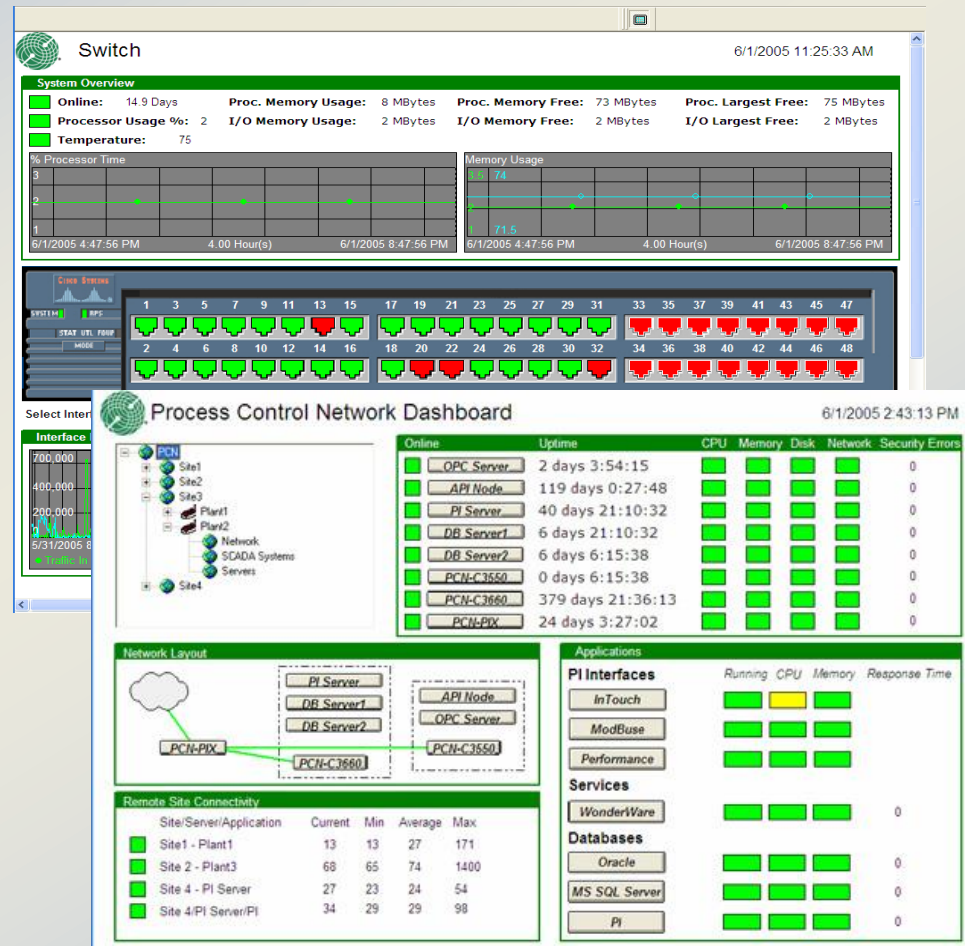 Switch
6/1/2005 11:25:33 AM
System Overview
Online: 14.9 Days Proc. Memory Usage: 8 MBytes Proc. Memory Free: 73 MBytes Proc. Largest Free: 75 MBytes
Processor Usage %: 2 I/O Memory Usage: 2 MBytes I/O Memory Free: 2 MBytes I/O Largest Free: 2 MBytes
Temperature: 75
% Processor Time
3
2
1
6/1/2005 4:47:56 PM 4.00 Hour(s) 6/1/2005 8:47:56 PM
Memory Usage
3.5 74
2
1 71.5
6/1/2005 4:47:56 PM 4.00 Hour(s) 6/1/2005 8:47:56 PM
Cisco Systems
SYSTEM RPS
STAT UTL FDUP
MODE
1 3 5 7 9 11 13 15 17 19 21 23 25 27 29 31 33 35 37 39 41 43 45 47
2 4 6 8 10 12 14 16 18 20 22 24 26 28 30 32 34 36 38 40 42 44 46 48
Select Inter
Interface
700,000
400,000
200,000
5/31/2005 8
Traffic In
Process Control Network Dashboard
6/1/2005 2:43:13 PM
PCN
Site1
Site2
Site3
Plant1
Plant2
Network
SCADA Systems
Servers
Site4
Online Uptime CPU Memory Disk Network Security Errors
OPC Server 2 days 3:54:15 0
API Node 119 days 0:27:48 0
PI Server 40 days 21:10:32 0
DB Server1 6 days 21:10:32 0
DB Server2 6 days 6:15:38 0
PCN-C3550 0 days 6:15:38 0
PCN-C3660 379 days 21:36:13 0
PCN-PIX 24 days 3:27:02 0
Network Layout
PI Server
DB Server1
DB Server2
API Node
OPC Server
PCN-PIX
PCN-C3660
PCN-C3550
Remote Site Connectivity
Site/Server/Application Current Min Average Max
Site1 - Plant1 13 13 27 171
Site 2 - Plant3 68 65 74 1400
Site 4 - PI Server 27 23 24 54
Site 4/PI Server/PI 34 29 29 98
Applications
PI Interfaces Running CPU Memory Response Time
InTouch
ModBuse
Performance
Services
WonderWare 0
Databases
Oracle 0
MS SQL Server 0
PI 0